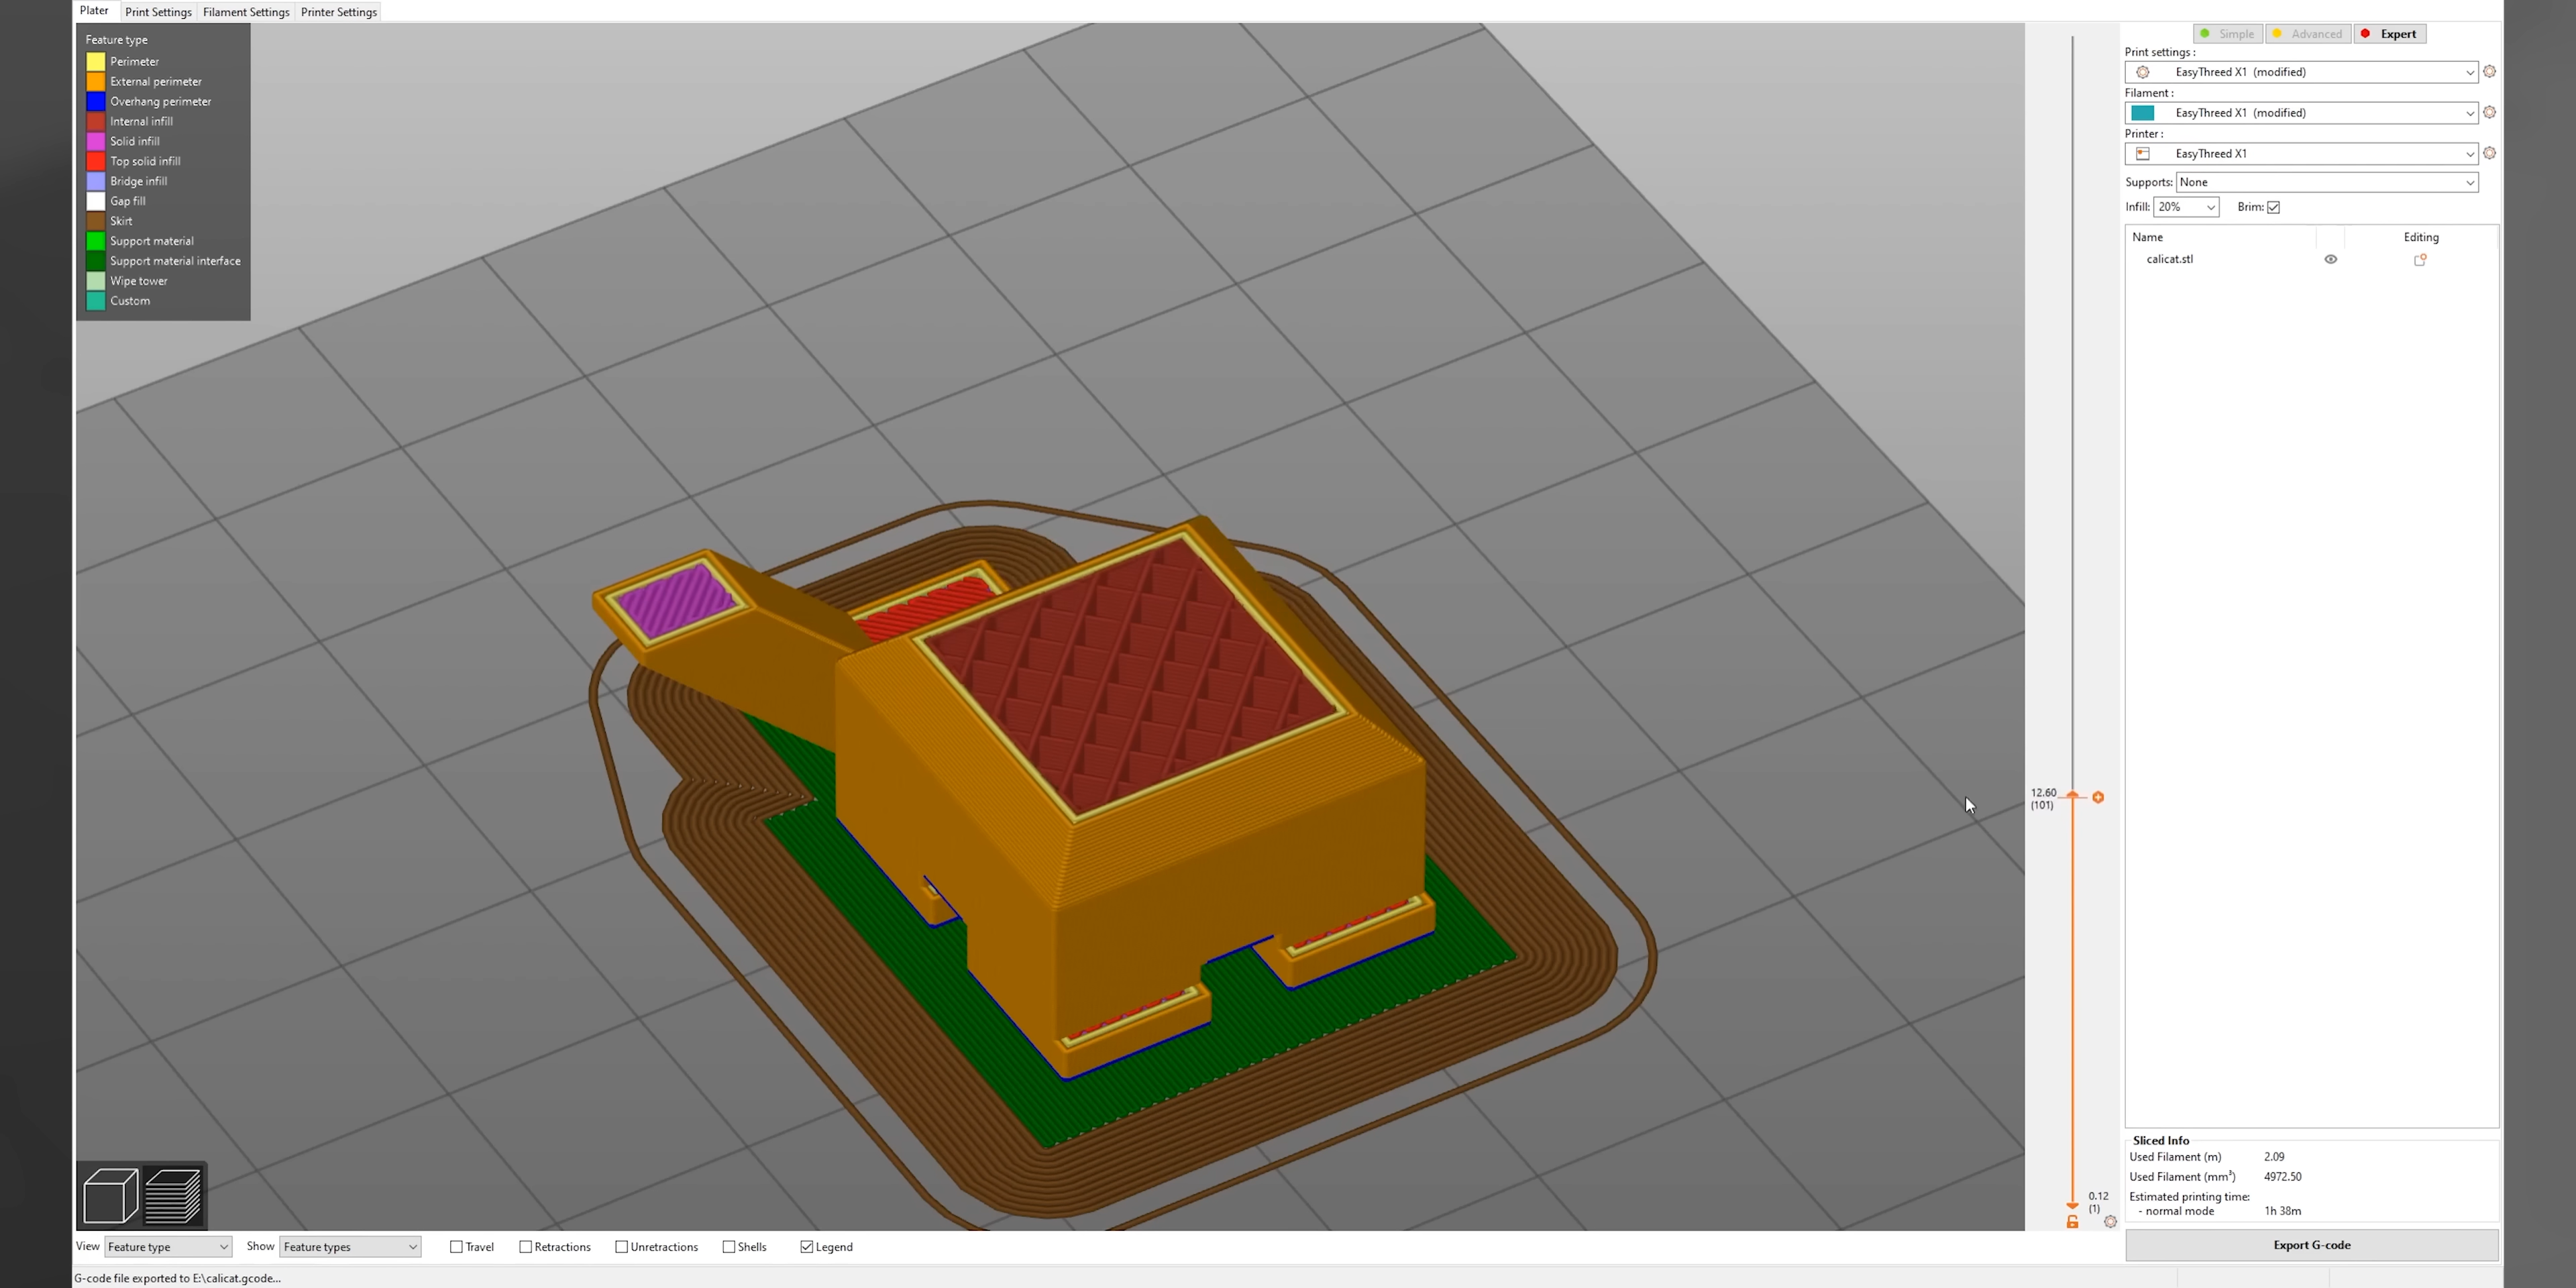 Plater Print Settings Filament Settings Printer Settings
Feature type
Perimeter
External perimeter
Overhang perimeter
Internal infill
Solid infill
Top solid infill
Bridge infill
Gap fill
Skirt
Support material
Support material interface
Wipe tower
Custom
Simple Advanced Expert
Print settings :
EasyThreed X1 (modified)
Filament :
EasyThreed X1 (modified)
Printer :
EasyThreed X1
Supports: None
Infill: 20% Brim:
Name Editing
calicat.stl
12.60
(101)
0.12
(1)
Sliced Info
Used Filament (m) 2.09
Used Filament (mm³) 4972.50
Estimated printing time:
- normal mode 1h 38m
Export G-code
View Feature type Show Feature types Travel Retractions Unretractions Shells Legend
G-code file exported to E:\calicat.gcode...